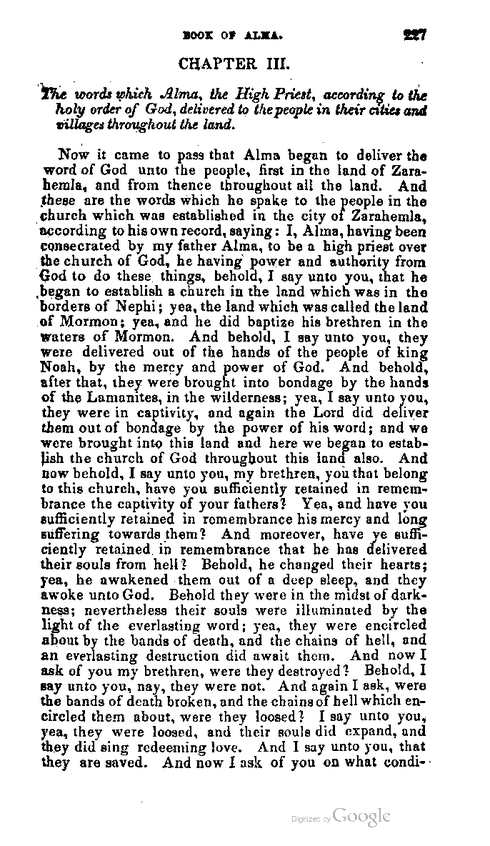 BOOK OF ALMA. 227
CHAPTER III.
The words which Alma, the High Priest, according to the
holy order of God, delivered to the people in their cities and
villages throughout the land.
Now it came to pass that Alma began to deliver the
word of God unto the people, first in the land of Zara-
hemla, and from thence throughout all the land. And
these are the words which he spake to the people in the
church which was established in the city of Zarahemla,
according to his own record, saying: I, Alma, having been
consecrated by my father Alma, to be a high priest over
the church of God, he having power and authority from
God to do these things, behold, I say unto you, that he
began to establish a church in the land which was in the
borders of Nephi; yea, the land which was called the land
of Mormon; yea, and he did baptize his brethren in the
waters of Mormon. And behold, I say unto you, they
were delivered out of the hands of the people of king
Noah, by the mercy and power of God. And behold,
after that, they were brought into bondage by the hands
of the Lamanites, in the wilderness; yea, I say unto you,
they were in captivity, and again the Lord did deliver
them out of bondage by the power of his word; and we
were brought into this land and here we began to estab-
lish the church of God throughout this land also. And
now behold, I say unto you, my brethren, you that belong
to this church, have you sufficiently retained in remem-
brance the captivity of your fathers? Yea, and have you
sufficiently retained in remembrance his mercy and long
suffering towards them? And moreover, have ye suffi-
ciently retained in remembrance that he has delivered
their souls from hell? Behold, he changed their hearts;
yea, he awakened them out of a deep sleep, and they
awoke unto God. Behold they were in the midst of dark-
ness; nevertheless their souls were illuminated by the
light of the everlasting word; yea, they were encircled
about by the bands of death, and the chains of hell, and
an everlasting destruction did await them. And now I
ask of you my brethren, were they destroyed? Behold, I
say unto you, nay, they were not. And again I ask, were
the bands of death broken, and the chains of hell which en-
circled them about, were they loosed? I say unto you,
yea, they were loosed, and their souls did expand, and
they did sing redeeming love. And I say unto you, that
they are saved. And now I ask of you on what condi-
Digitized by Google